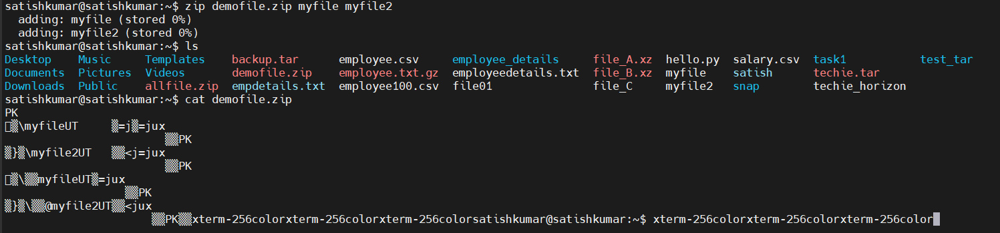 satishkumar@satishkumar:~$ zip demofile.zip myfile myfile2
  adding: myfile (stored 0%)
  adding: myfile2 (stored 0%)
satishkumar@satishkumar:~$ ls
Desktop    Music     Templates    backup.tar      employee.csv     employee_details     file_A.xz  hello.py  salary.csv  task1           test_tar
Documents  Pictures  Videos       demofile.zip    employee.txt.gz  employeedetails.txt  file_B.xz  myfile    satish      techie.tar
Downloads  Public    allfile.zip  empdetails.txt  employee100.csv  file01               file_C     myfile2   snap        techie_horizon
satishkumar@satishkumar:~$ cat demofile.zip
PK
▯▒\myfileUT     ▒=j▒=jux
                        ▒▒PK
▒}▒\myfile2UT   ▒▒<j=jux
                        ▒▒PK
▯▒\▒▒myfileUT▒=jux
                  ▒▒PK
▒}▒\▒▒@myfile2UT▒▒<jux
                      ▒▒PK▒▒xterm-256colorxterm-256colorxterm-256colorsatishkumar@satishkumar:~$ xterm-256colorxterm-256colorxterm-256color